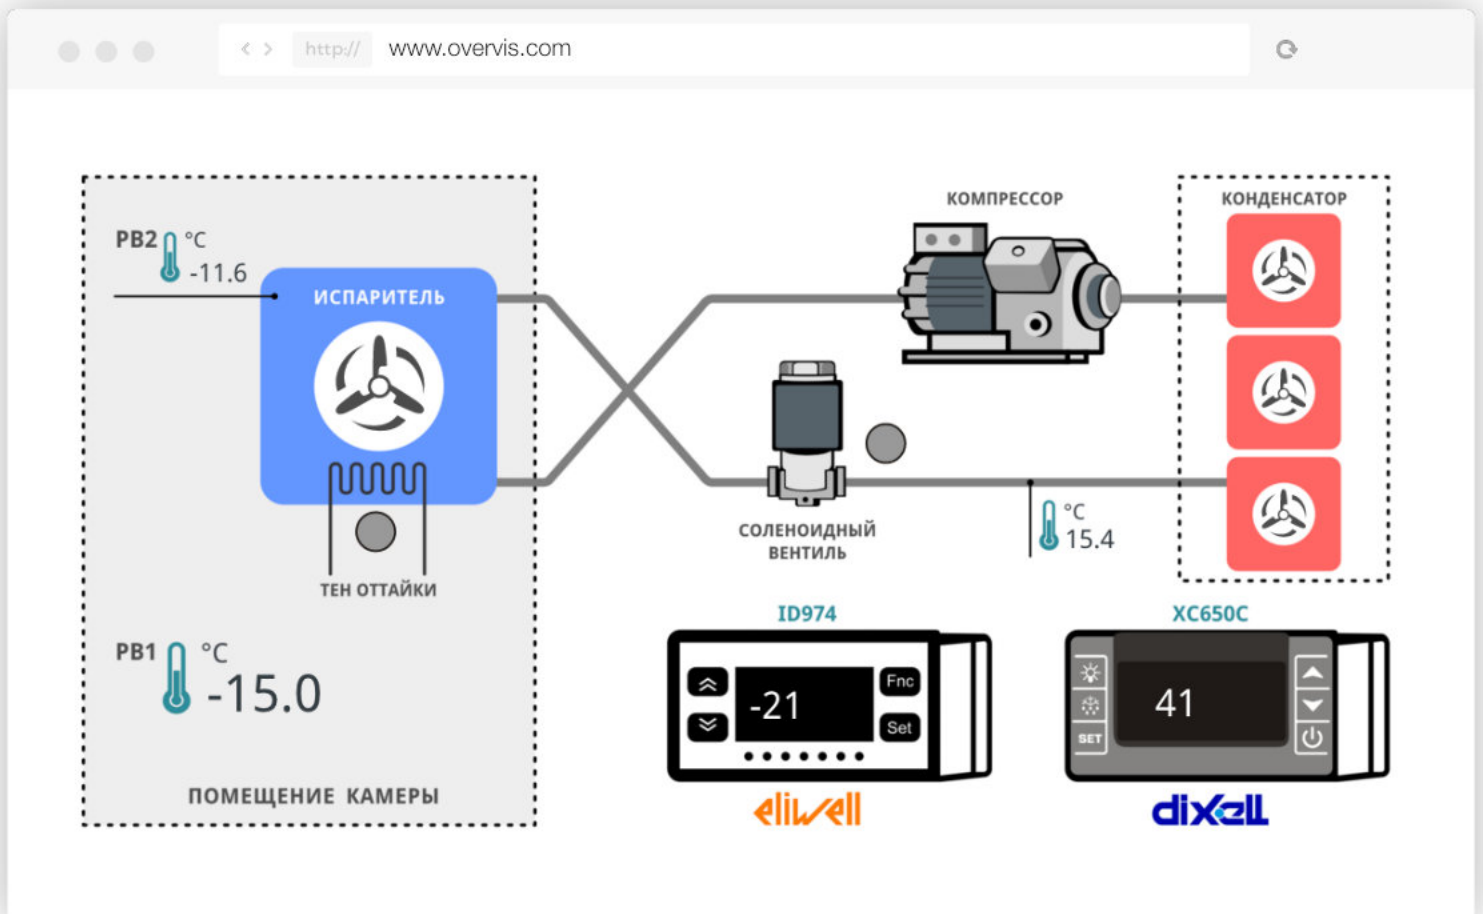 http://
www.overvis.com
PB2 °C
-11.6
ИСПАРИТЕЛЬ
ТЕН ОТТАЙКИ
PB1 °C
-15.0
ПОМЕЩЕНИЕ КАМЕРЫ
КОМПРЕССОР
КОНДЕНСАТОР
СОЛЕНОИДНЫЙ
ВЕНТИЛЬ
°C
15.4
ID974
-21
Fnc
Set
eliwell
XC650C
41
SET
dixell